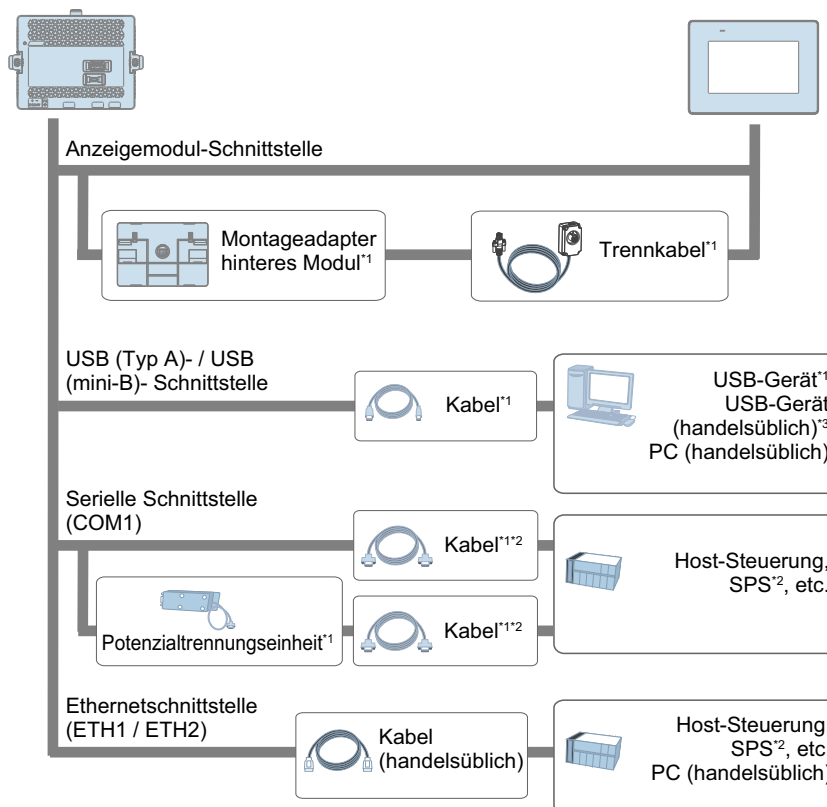 Anzeigemodul-Schnittstelle
Montageadapter
hinteres Modul*1
Trennkabel*1
USB (Typ A)- / USB
(mini-B)- Schnittstelle
Kabel*1
USB-Gerät*1
USB-Gerät
(handelsüblich)*3
PC (handelsüblich)
Serielle Schnittstelle
(COM1)
Kabel*1*2
Host-Steuerung,
SPS*2, etc.
Potenzialtrennungseinheit*1
Kabel*1*2
Ethernetschnittstelle
(ETH1 / ETH2)
Kabel
(handelsüblich)
Host-Steuerung
SPS*2, etc
PC (handelsüblich)